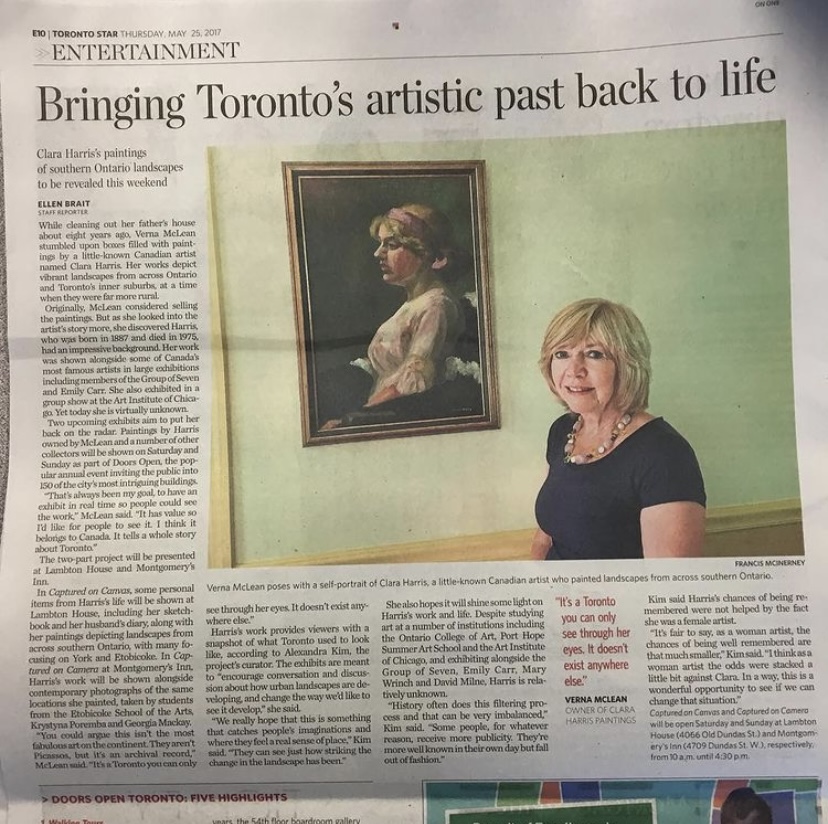 ON ONE
E10 | TORONTO STAR THURSDAY, MAY 25, 2017
>>ENTERTAINMENT
Bringing Toronto's artistic past back to life
Clara Harris's paintings
of southern Ontario landscapes
to be revealed this weekend
ELLEN BRAIT
STAFF REPORTER
While cleaning out her father's house
about eight years ago, Verna McLean
stumbled upon boxes filled with paint-
ings by a little-known Canadian artist
named Clara Harris. Her works depict
vibrant landscapes from across Ontario
and Toronto's inner suburbs, at a time
when they were far more rural.
Originally, McLean considered selling
the paintings. But as she looked into the
artist's story more, she discovered Harris,
who was born in 1887 and died in 1975,
had an impressive background. Her work
was shown alongside some of Canada's
most famous artists in large exhibitions
including members of the Group of Seven
and Emily Carr. She also exhibited in a
group show at the Art Institute of Chica-
go. Yet today she is virtually unknown.
Two upcoming exhibits aim to put her
back on the radar. Paintings by Harris
owned by McLean and a number of other
collectors will be shown on Saturday and
Sunday as part of Doors Open, the pop-
ular annual event inviting the public into
150 of the city's most intriguing buildings.
"That's always been my goal, to have an
exhibit in real time so people could see
the work," McLean said. "It has value so
I'd like for people to see it. I think it
belongs to Canada. It tells a whole story
about Toronto."
The two-part project will be presented
at Lambton House and Montgomery's
Inn.
In Captured on Canvas, some personal
items from Harris's life will be shown at
Lambton House, including her sketch-
book and her husband's diary, along with
her paintings depicting landscapes from
across southern Ontario, with many fo-
cusing on York and Etobicoke. In Cap-
tured on Camera at Montgomery's Inn,
Harris's work will be shown alongside
contemporary photographs of the same
locations she painted, taken by students
from the Etobicoke School of the Arts,
Krystyna Poremba and Georgia Mackay.
"You could argue this isn't the most
fabulous art on the continent. They aren't
Picassos, but it's an archival record,"
McLean said. "It's a Toronto you can only
FRANCIS MCINERNEY
Verna McLean poses with a self-portrait of Clara Harris, a little-known Canadian artist who painted landscapes from across southern Ontario.
see through her eyes. It doesn't exist any-
where else."
Harris's work provides viewers with a
snapshot of what Toronto used to look
like, according to Alexandra Kim, the
project's curator. The exhibits are meant
to "encourage conversation and discus-
sion about how urban landscapes are de-
veloping, and change the way we'd like to
see it develop," she said.
"We really hope that this is something
that catches people's imaginations and
where they feel a real sense of place," Kim
said. "They can see just how striking the
change in the landscape has been."
She also hopes it will shine some light on
Harris's work and life. Despite studying
art at a number of institutions including
the Ontario College of Art, Port Hope
Summer Art School and the Art Institute
of Chicago, and exhibiting alongside the
Group of Seven, Emily Carr, Mary
Wrinch and David Milne, Harris is rela-
tively unknown.
"History often does this filtering pro-
cess and that can be very imbalanced,"
Kim said. "Some people, for whatever
reason, receive more publicity. They're
more well known in their own day but fall
out of fashion."
"It's a Toronto
you can only
see through her
eyes. It doesn't
exist anywhere
else."
VERNA MCLEAN
OWNER OF CLARA
HARRIS PAINTINGS
Kim said Harris's chances of being re-
membered were not helped by the fact
she was a female artist.
"It's fair to say, as a woman artist, the
chances of being well remembered are
that much smaller," Kim said. "I think as a
woman artist the odds were stacked a
little bit against Clara. In a way, this is a
wonderful opportunity to see if we can
change that situation."
Captured on Canvas and Captured on Camera
will be open Saturday and Sunday at Lambton
House (4066 Old Dundas St.) and Montgom-
ery's Inn (4709 Dundas St. W.), respectively,
from 10 a.m. until 4:30 p.m.
> DOORS OPEN TORONTO: FIVE HIGHLIGHTS
1 Walking Tours
years, the 54th floor boardroom gallery